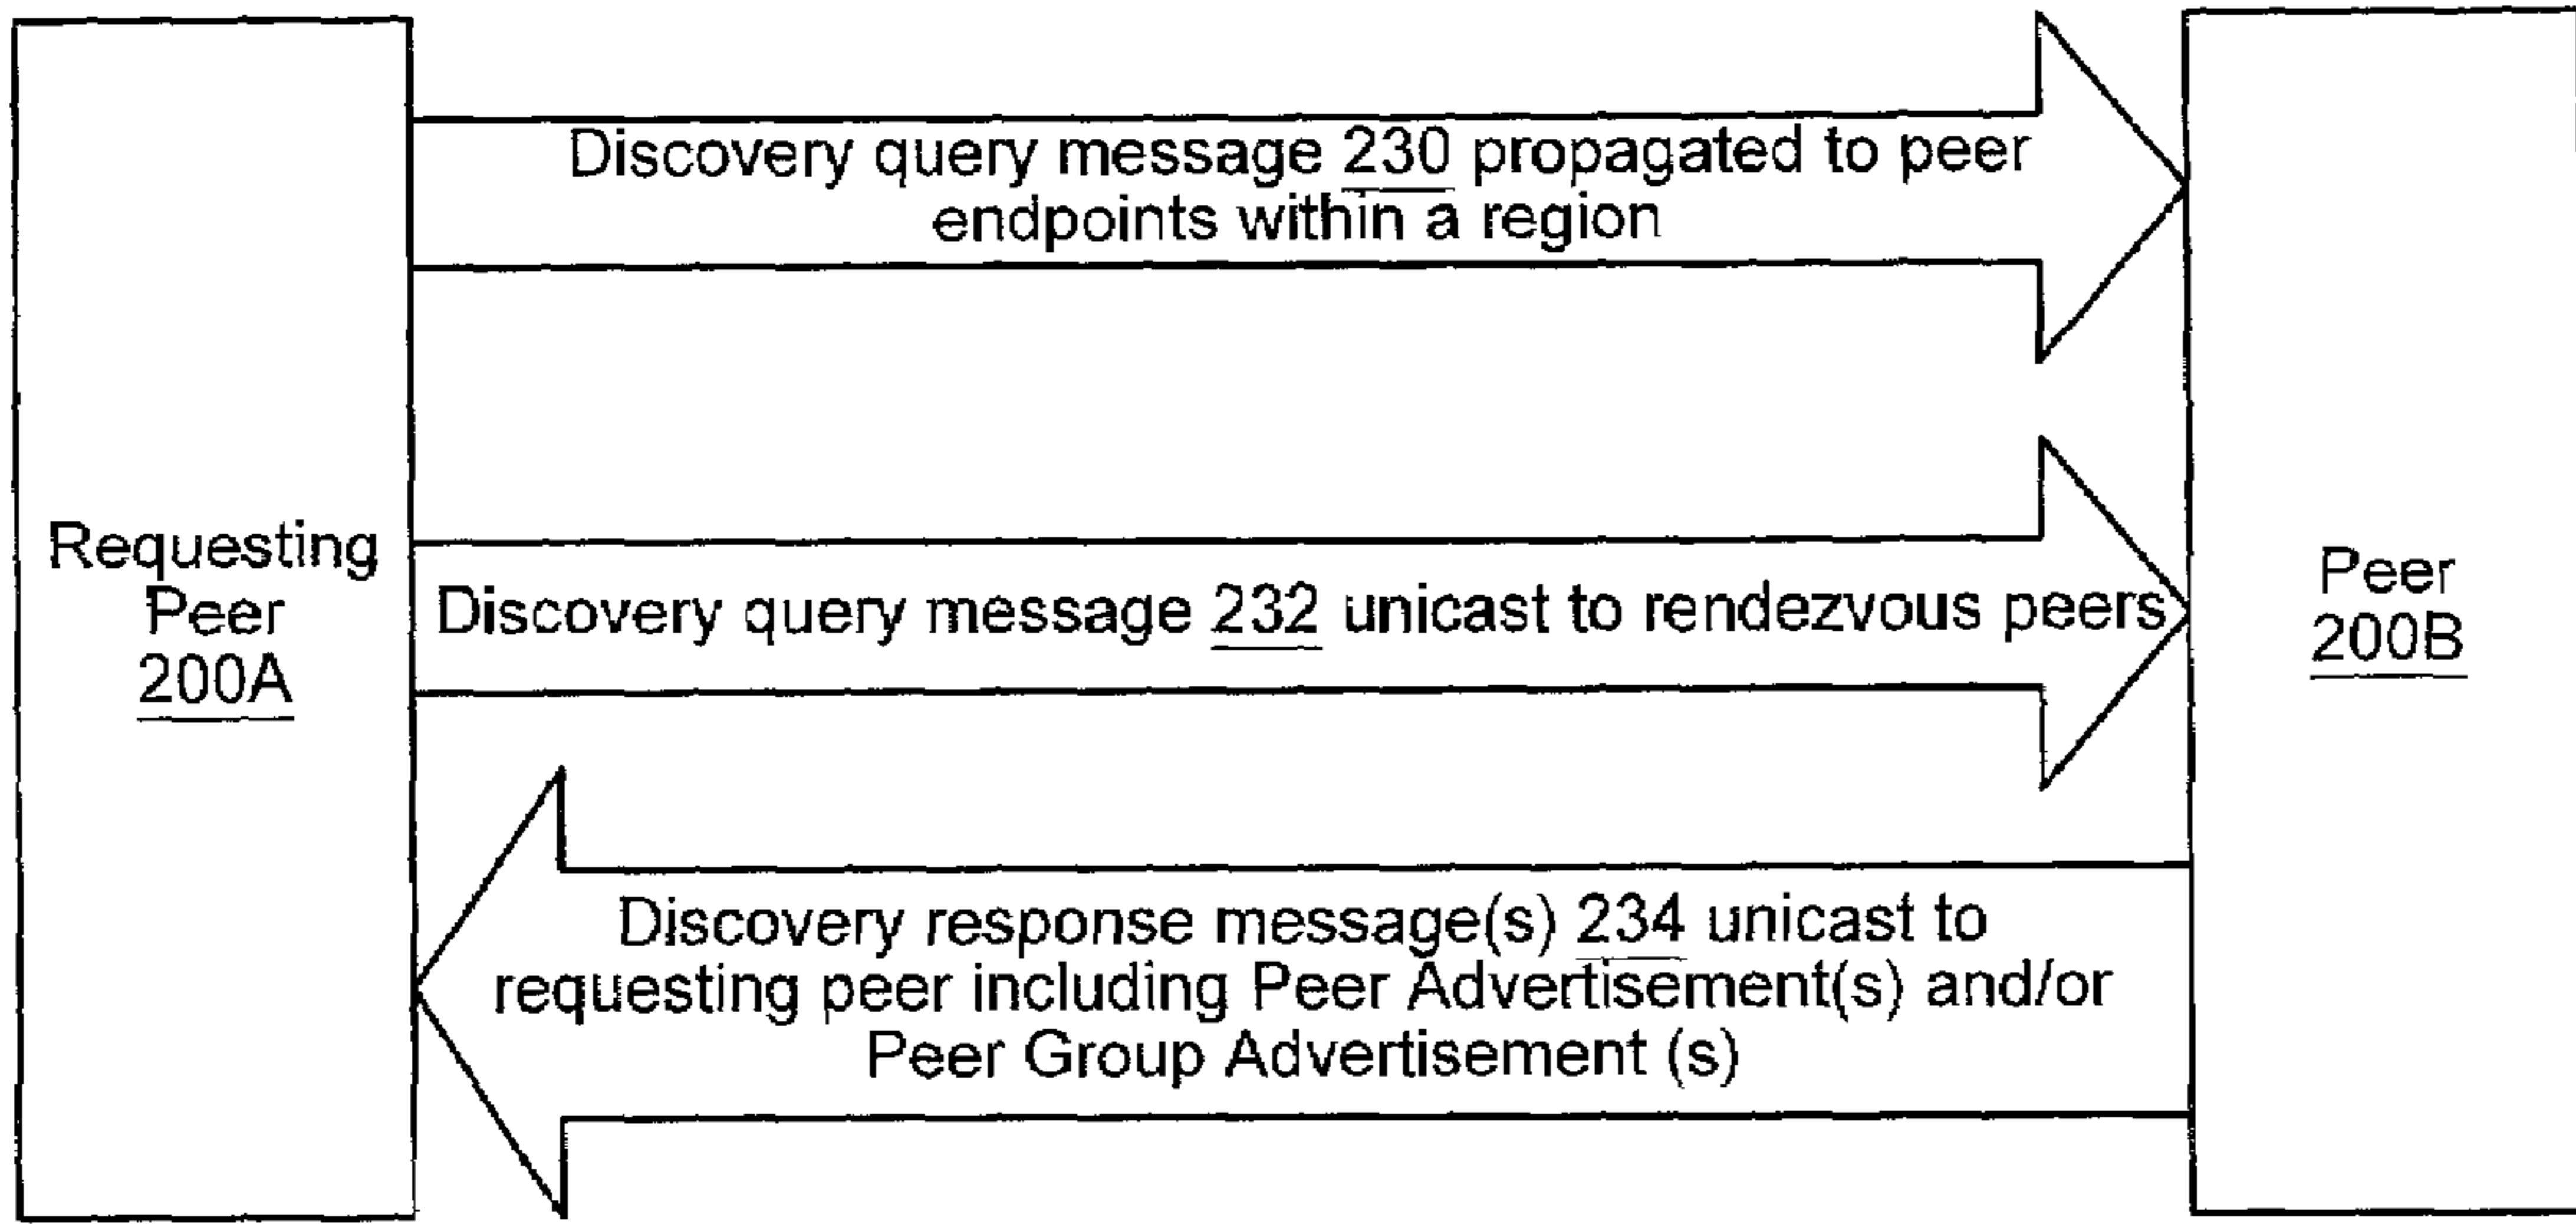 Discovery query message 230 propagated to peer
endpoints within a region
Requesting
Peer
200A
Discovery query message 232 unicast to rendezvous peers
Peer
200B
Discovery response message(s) 234 unicast to
requesting peer including Peer Advertisement(s) and/or
Peer Group Advertisement (s)